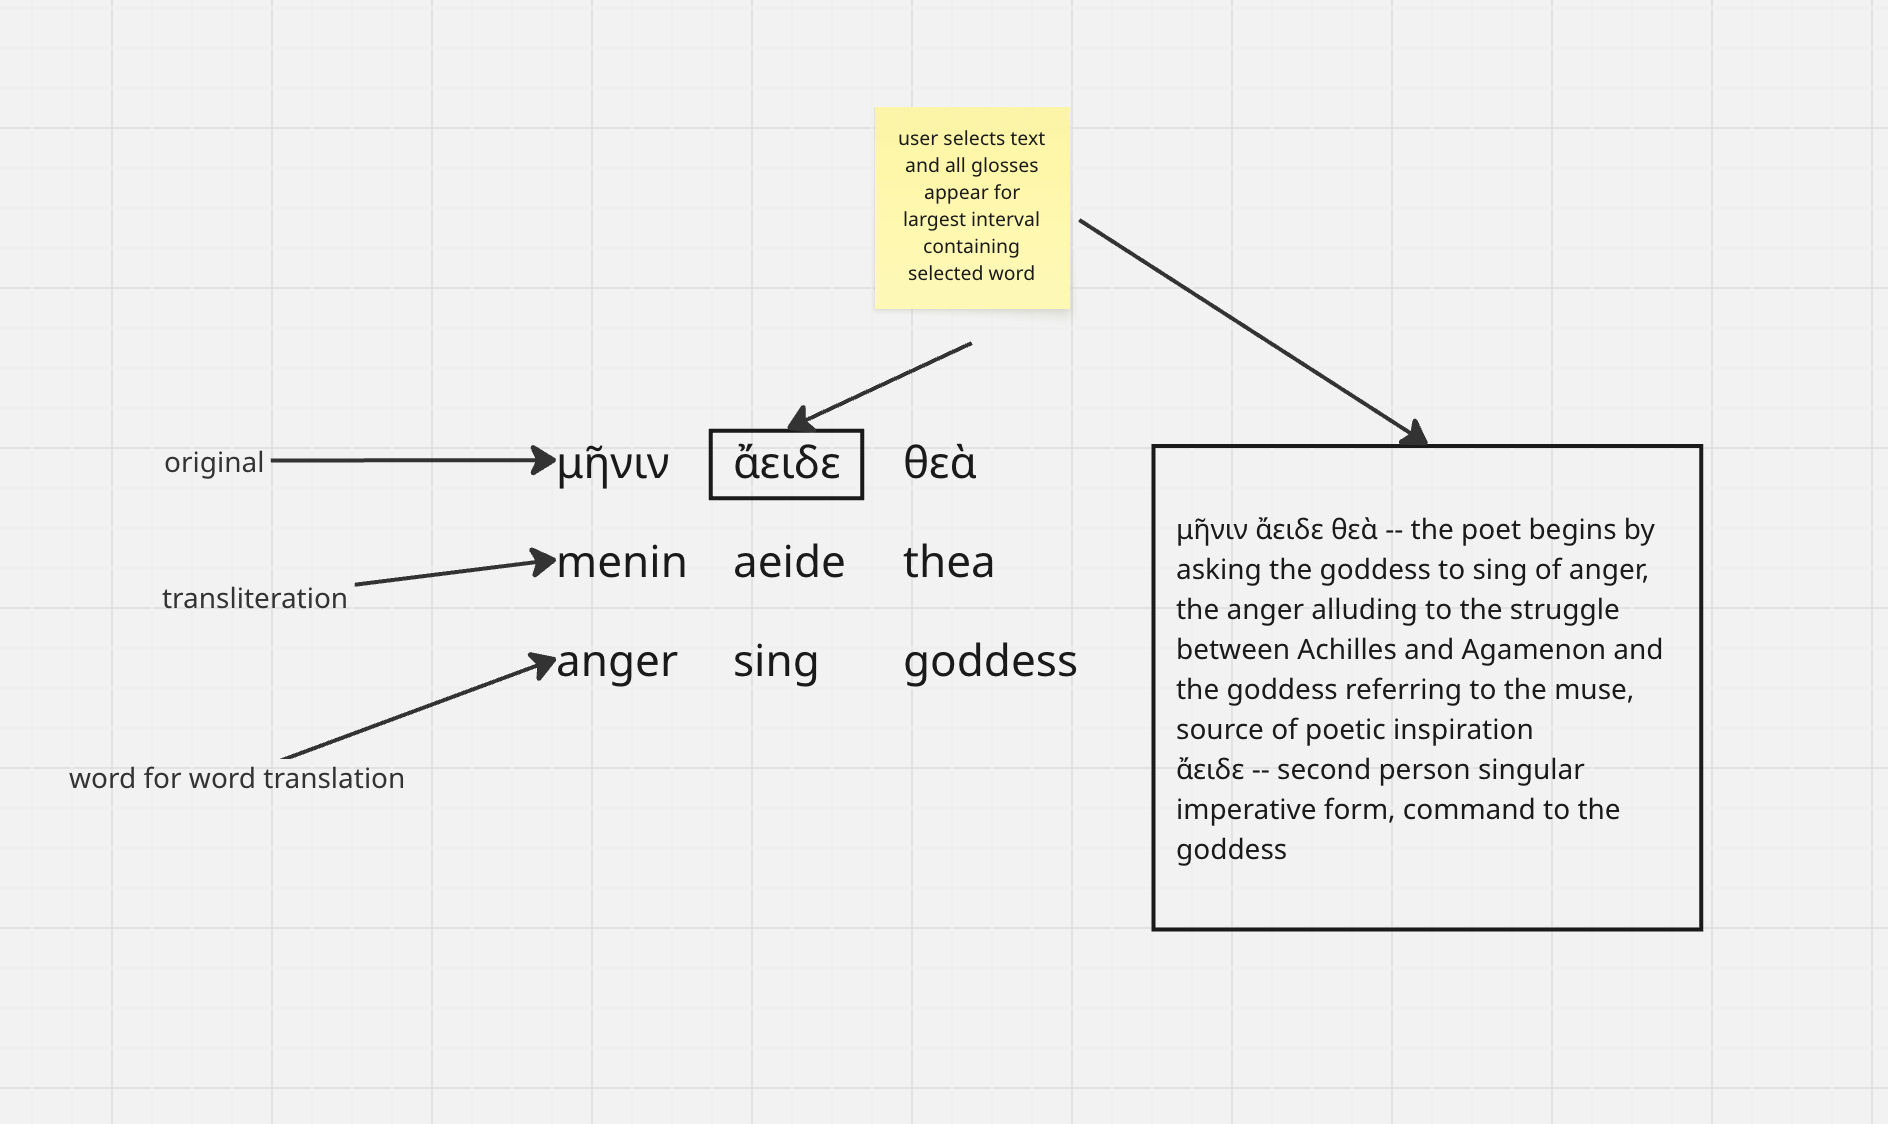 user selects text
and all glosses
appear for
largest interval
containing
selected word
original
μῆνιν ἄειδε θεὰ
transliteration
menin aeide thea
word for word translation
anger sing goddess
μῆνιν ἄειδε θεὰ -- the poet begins by
asking the goddess to sing of anger,
the anger alluding to the struggle
between Achilles and Agamenon and
the goddess referring to the muse,
source of poetic inspiration
ἄειδε -- second person singular
imperative form, command to the
goddess